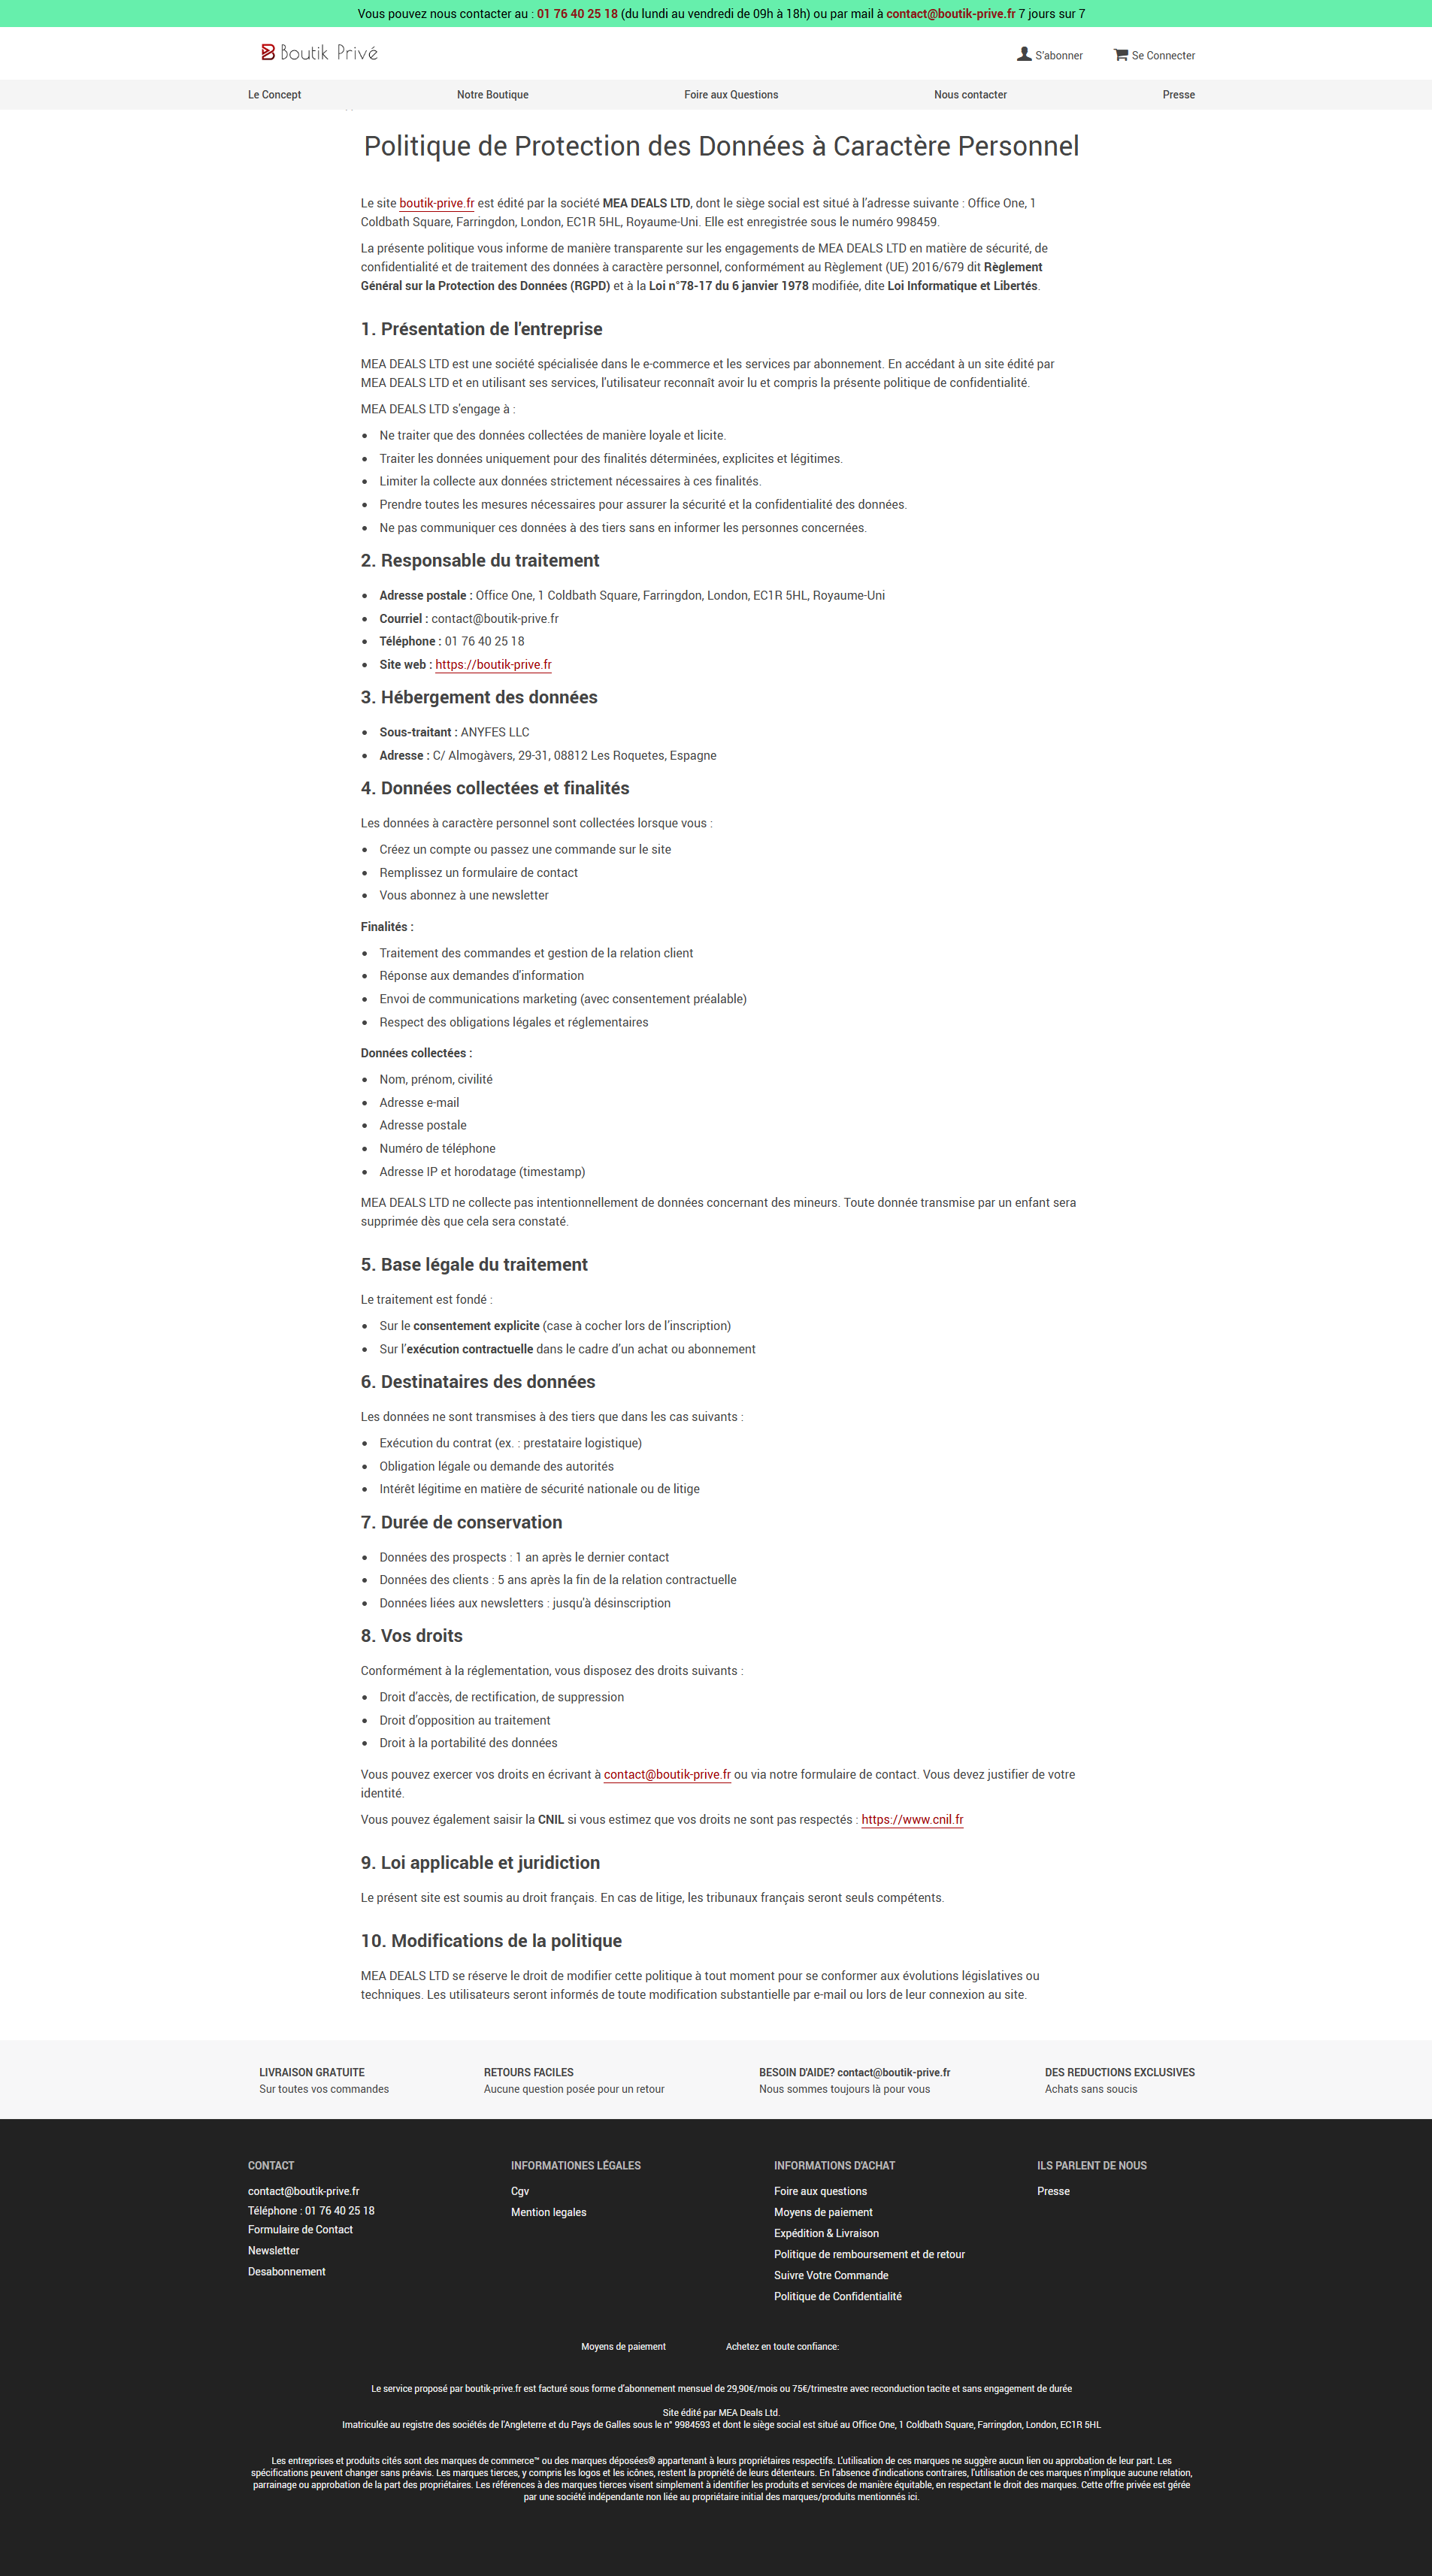 Vous pouvez nous contacter au : 01 76 40 25 18 (du lundi au vendredi de 09h à 18h) ou par mail à contact@boutik-prive.fr 7 jours sur 7
Boutik Privé
S'abonner
Se Connecter
Le Concept
Notre Boutique
Foire aux Questions
Nous contacter
Presse
Politique de Protection des Données à Caractère Personnel
Le site boutik-prive.fr est édité par la société MEA DEALS LTD, dont le siège social est situé à l'adresse suivante : Office One, 1
Coldbath Square, Farringdon, London, EC1R 5HL, Royaume-Uni. Elle est enregistrée sous le numéro 998459.
La présente politique vous informe de manière transparente sur les engagements de MEA DEALS LTD en matière de sécurité, de
confidentialité et de traitement des données à caractère personnel, conformément au Règlement (UE) 2016/679 dit Règlement
Général sur la Protection des Données (RGPD) et à la Loi n°78-17 du 6 janvier 1978 modifiée, dite Loi Informatique et Libertés.
1. Présentation de l'entreprise
MEA DEALS LTD est une société spécialisée dans le e-commerce et les services par abonnement. En accédant à un site édité par
MEA DEALS LTD et en utilisant ses services, l'utilisateur reconnaît avoir lu et compris la présente politique de confidentialité.
MEA DEALS LTD s'engage à :
• Ne traiter que des données collectées de manière loyale et licite.
• Traiter les données uniquement pour des finalités déterminées, explicites et légitimes.
• Limiter la collecte aux données strictement nécessaires à ces finalités.
• Prendre toutes les mesures nécessaires pour assurer la sécurité et la confidentialité des données.
• Ne pas communiquer ces données à des tiers sans en informer les personnes concernées.
2. Responsable du traitement
• Adresse postale : Office One, 1 Coldbath Square, Farringdon, London, EC1R 5HL, Royaume-Uni
• Courriel : contact@boutik-prive.fr
• Téléphone : 01 76 40 25 18
• Site web : https://boutik-prive.fr
3. Hébergement des données
• Sous-traitant : ANYFES LLC
• Adresse : C/ Almogàvers, 29-31, 08812 Les Roquetes, Espagne
4. Données collectées et finalités
Les données à caractère personnel sont collectées lorsque vous :
• Créez un compte ou passez une commande sur le site
• Remplissez un formulaire de contact
• Vous abonnez à une newsletter
Finalités :
• Traitement des commandes et gestion de la relation client
• Réponse aux demandes d'information
• Envoi de communications marketing (avec consentement préalable)
• Respect des obligations légales et réglementaires
Données collectées :
• Nom, prénom, civilité
• Adresse e-mail
• Adresse postale
• Numéro de téléphone
• Adresse IP et horodatage (timestamp)
MEA DEALS LTD ne collecte pas intentionnellement de données concernant des mineurs. Toute donnée transmise par un enfant sera
supprimée dès que cela sera constaté.
5. Base légale du traitement
Le traitement est fondé :
• Sur le consentement explicite (case à cocher lors de l'inscription)
• Sur l'exécution contractuelle dans le cadre d'un achat ou abonnement
6. Destinataires des données
Les données ne sont transmises à des tiers que dans les cas suivants :
• Exécution du contrat (ex. : prestataire logistique)
• Obligation légale ou demande des autorités
• Intérêt légitime en matière de sécurité nationale ou de litige
7. Durée de conservation
• Données des prospects : 1 an après le dernier contact
• Données des clients : 5 ans après la fin de la relation contractuelle
• Données liées aux newsletters : jusqu'à désinscription
8. Vos droits
Conformément à la réglementation, vous disposez des droits suivants :
• Droit d'accès, de rectification, de suppression
• Droit d'opposition au traitement
• Droit à la portabilité des données
Vous pouvez exercer vos droits en écrivant à contact@boutik-prive.fr ou via notre formulaire de contact. Vous devez justifier de votre
identité.
Vous pouvez également saisir la CNIL si vous estimez que vos droits ne sont pas respectés : https://www.cnil.fr
9. Loi applicable et juridiction
Le présent site est soumis au droit français. En cas de litige, les tribunaux français seront seuls compétents.
10. Modifications de la politique
MEA DEALS LTD se réserve le droit de modifier cette politique à tout moment pour se conformer aux évolutions législatives ou
techniques. Les utilisateurs seront informés de toute modification substantielle par e-mail ou lors de leur connexion au site.
LIVRAISON GRATUITE
Sur toutes vos commandes
RETOURS FACILES
Aucune question posée pour un retour
BESOIN D'AIDE? contact@boutik-prive.fr
Nous sommes toujours là pour vous
DES REDUCTIONS EXCLUSIVES
Achats sans soucis
CONTACT
contact@boutik-prive.fr
Téléphone : 01 76 40 25 18
Formulaire de Contact
Newsletter
Desabonnement
INFORMATIONES LÉGALES
Cgv
Mention legales
INFORMATIONS D'ACHAT
Foire aux questions
Moyens de paiement
Expédition & Livraison
Politique de remboursement et de retour
Suivre Votre Commande
Politique de Confidentialité
ILS PARLENT DE NOUS
Presse
Moyens de paiement
Achetez en toute confiance:
Le service proposé par boutik-prive.fr est facturé sous forme d'abonnement mensuel de 29,90€/mois ou 75€/trimestre avec reconduction tacite et sans engagement de durée
Site édité par MEA Deals Ltd.
Imatriculée au registre des sociétés de l'Angleterre et du Pays de Galles sous le n° 9984593 et dont le siège social est situé au Office One, 1 Coldbath Square, Farringdon, London, EC1R 5HL
Les entreprises et produits cités sont des marques de commerce™ ou des marques déposées® appartenant à leurs propriétaires respectifs. L'utilisation de ces marques ne suggère aucun lien ou approbation de leur part. Les
spécifications peuvent changer sans préavis. Les marques tierces, y compris les logos et les icônes, restent la propriété de leurs détenteurs. En l'absence d'indications contraires, l'utilisation de ces marques n'implique aucune relation,
parrainage ou approbation de la part des propriétaires. Les références à des marques tierces visent simplement à identifier les produits et services de manière équitable, en respectant le droit des marques. Cette offre privée est gérée
par une société indépendante non liée au propriétaire initial des marques/produits mentionnés ici.